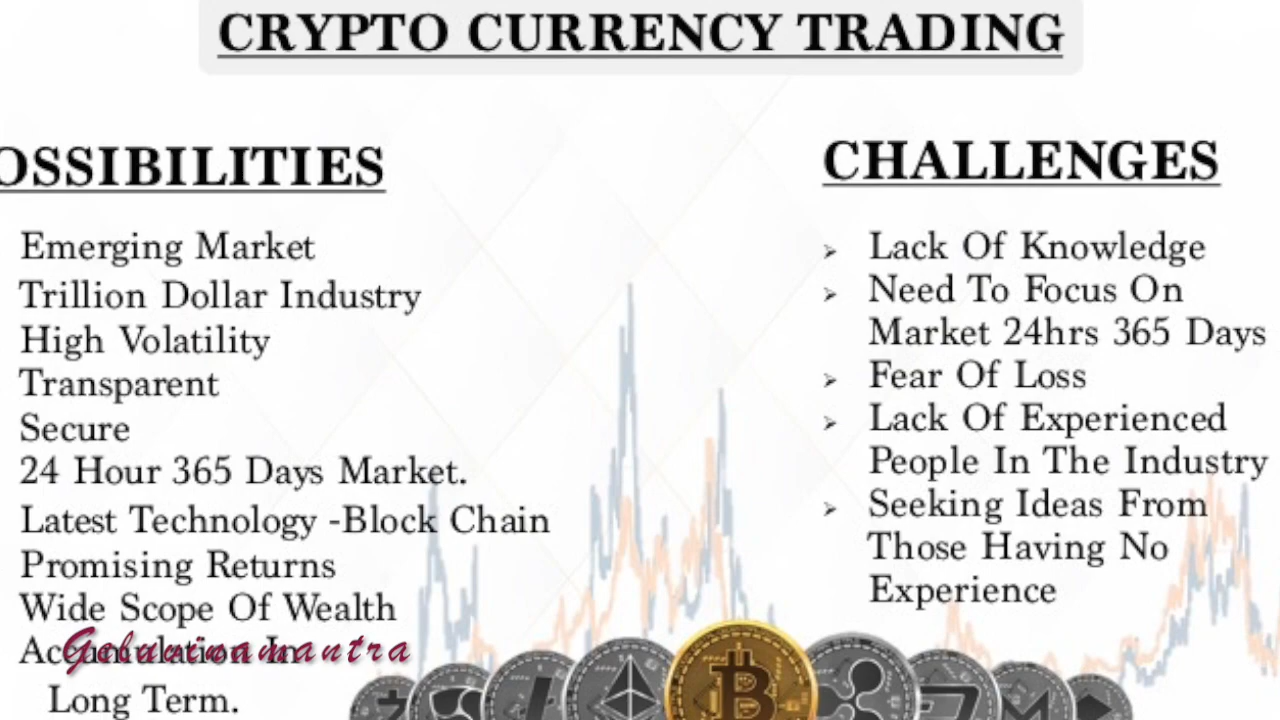 CRYPTO CURRENCY TRADING
OSSIBILITIES
Emerging Market
Trillion Dollar Industry
High Volatility
Transparent
Secure
24 Hour 365 Days Market.
Latest Technology -Block Chain
Promising Returns
Wide Scope Of Wealth
Accumulation In
Long Term.
CHALLENGES
Lack Of Knowledge
Need To Focus On
Market 24hrs 365 Days
Fear Of Loss
Lack Of Experienced
People In The Industry
Seeking Ideas From
Those Having No
Experience